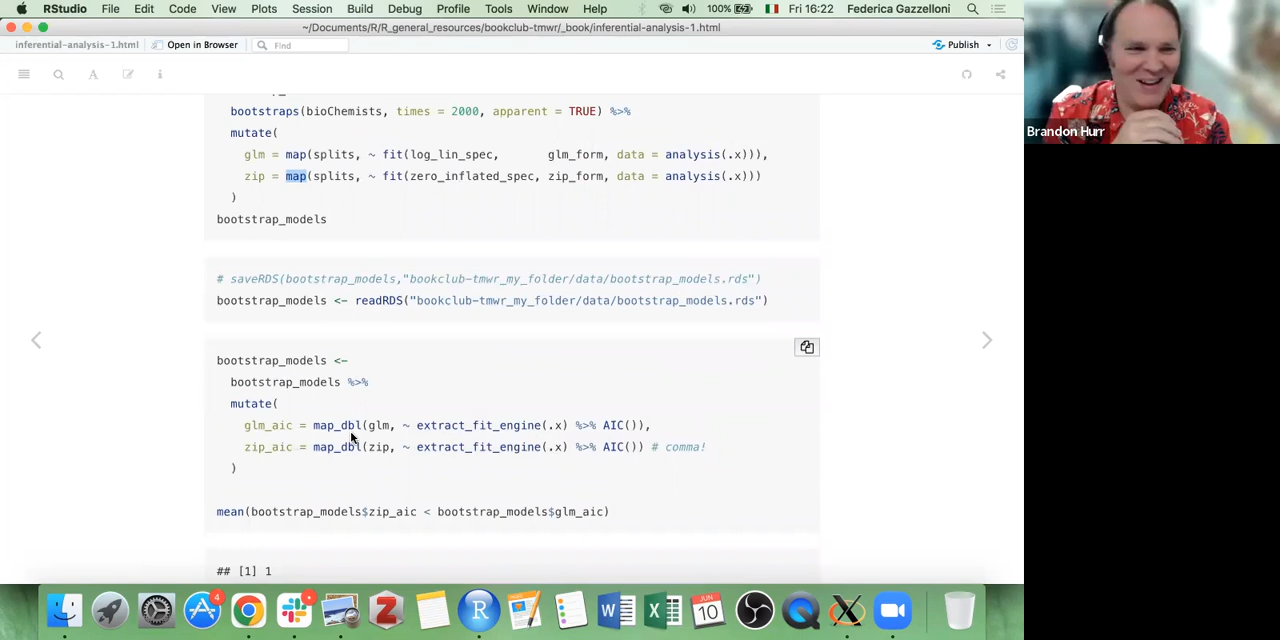 RStudio File Edit Code View Plots Session Build Debug Profile Tools Window Help 100% Fri 16:22 Federica Gazzelloni
~/Documents/R/R_general_resources/bookclub-tmwr/_book/inferential-analysis-1.html
inferential-analysis-1.html Open in Browser Find Publish
A i
bootstraps(bioChemists, times = 2000, apparent = TRUE) %>%
mutate(
glm = map(splits, ~ fit(log_lin_spec, glm_form, data = analysis(.x))),
zip = map(splits, ~ fit(zero_inflated_spec, zip_form, data = analysis(.x)))
)
bootstrap_models
# saveRDS(bootstrap_models,"bookclub-tmwr_my_folder/data/bootstrap_models.rds")
bootstrap_models <- readRDS("bookclub-tmwr_my_folder/data/bootstrap_models.rds")
bootstrap_models <-
bootstrap_models %>%
mutate(
glm_aic = map_dbl(glm, ~ extract_fit_engine(.x) %>% AIC()),
zip_aic = map_dbl(zip, ~ extract_fit_engine(.x) %>% AIC()) # comma!
)
mean(bootstrap_models$zip_aic < bootstrap_models$glm_aic)
## [1] 1
Brandon Hurr
4
Z
R
W
X
JUN
10
X